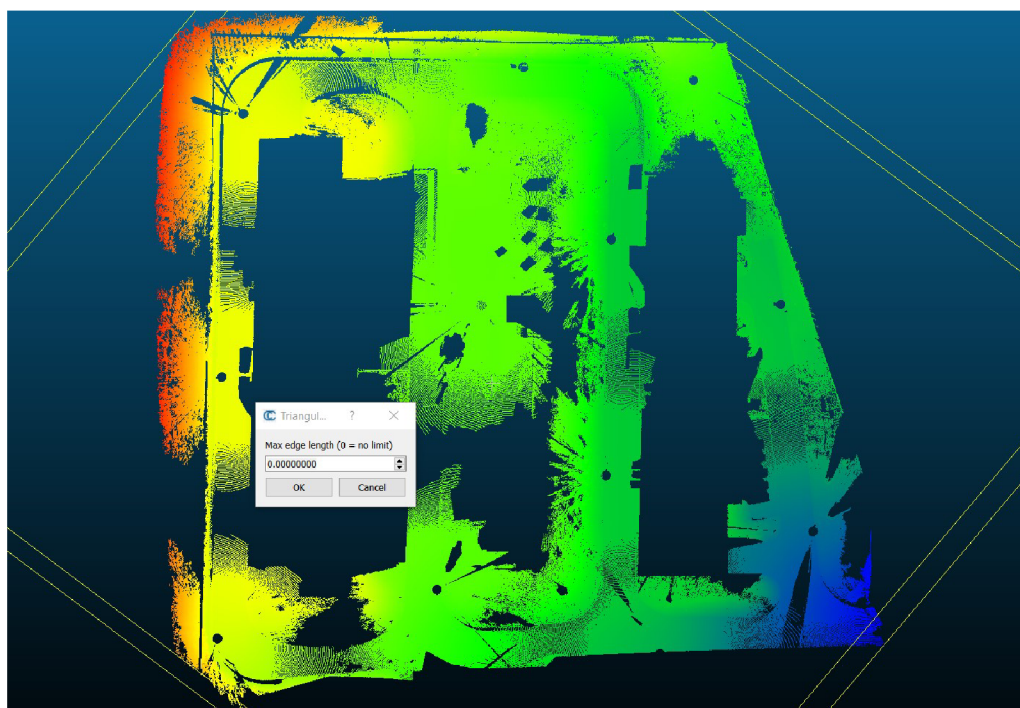 Triangul... ?
Max edge length (0 = no limit)
0.00000000
OK Cancel